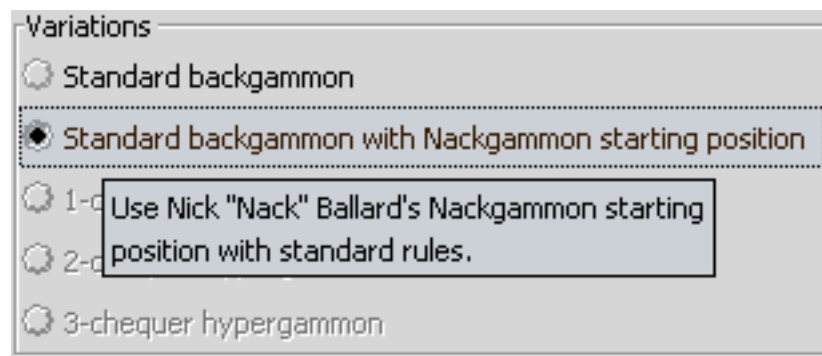 Variations
Standard backgammon
Standard backgammon with Nackgammon starting position
Use Nick "Nack" Ballard's Nackgammon starting
position with standard rules.
3-chequer hypergammon